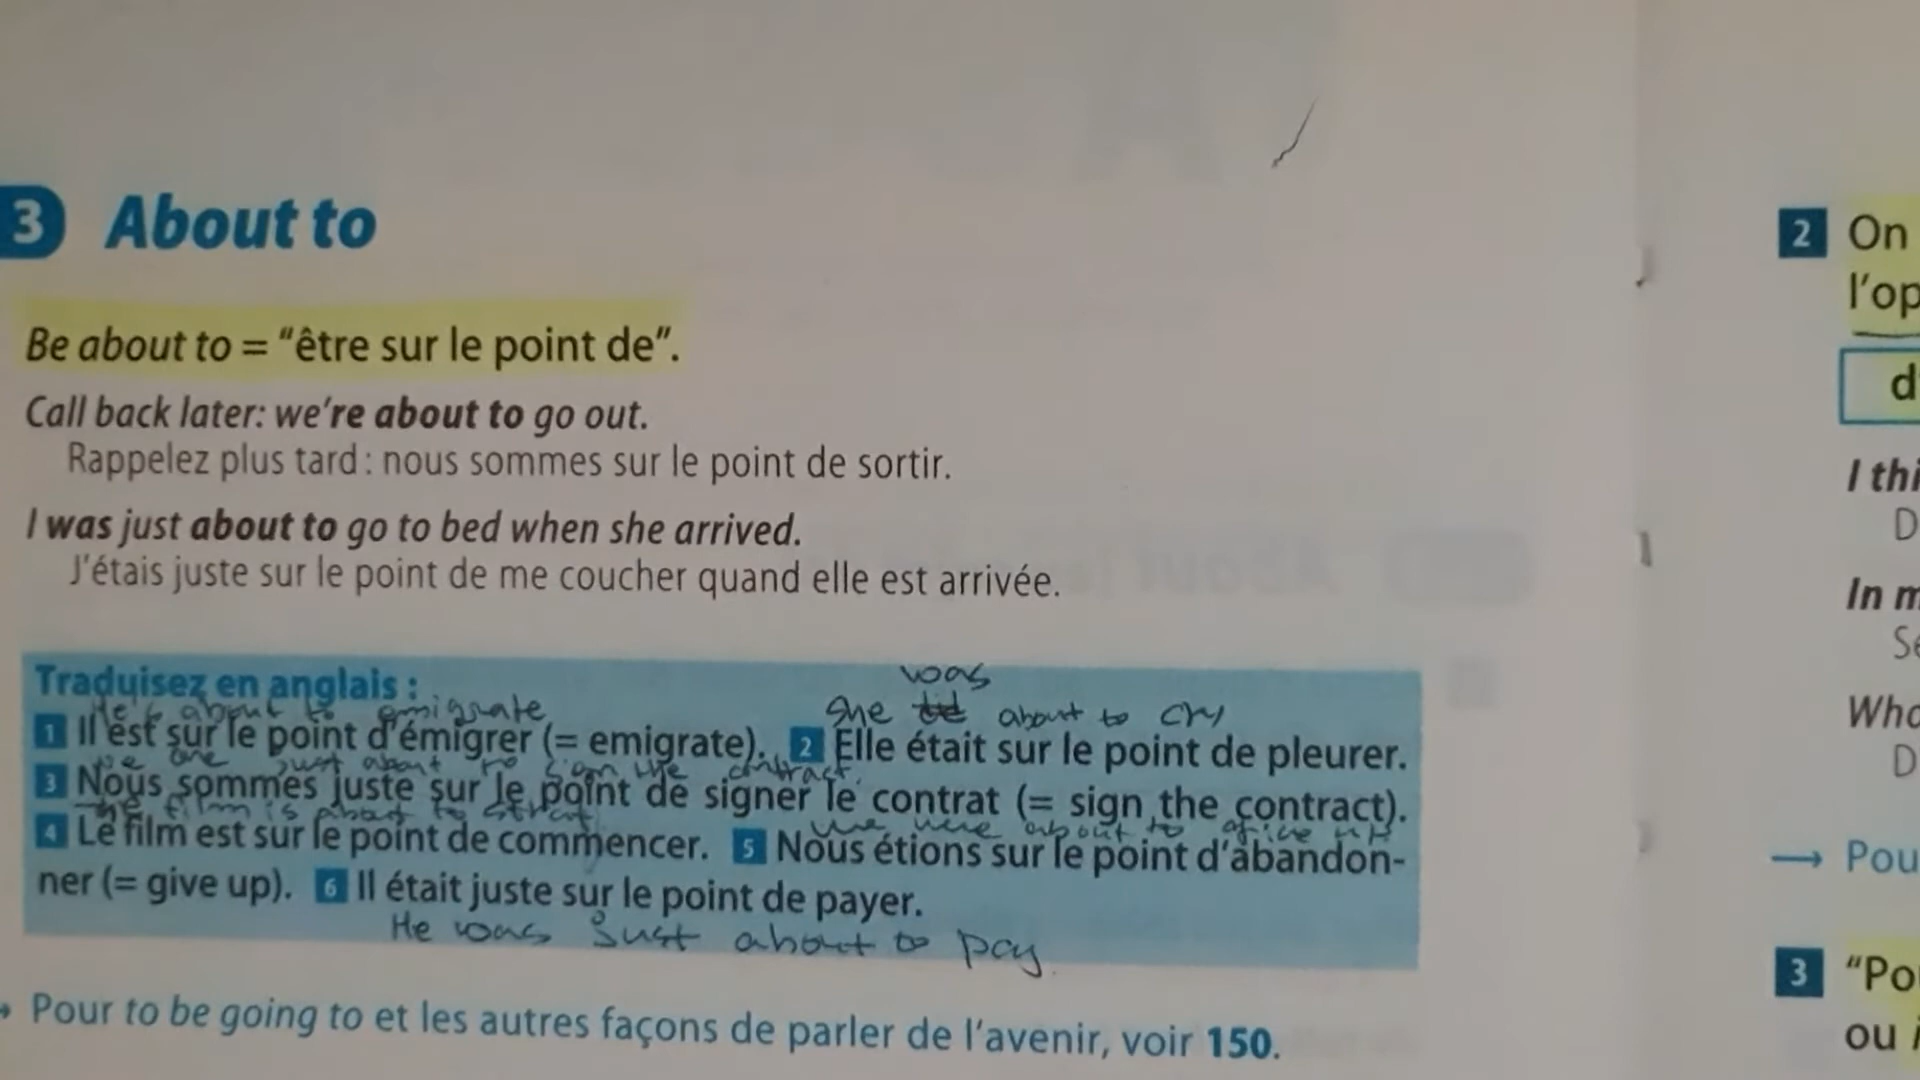 3 About to
Be about to = “être sur le point de”.
Call back later: we’re about to go out.
Rappelez plus tard : nous sommes sur le point de sortir.
I was just about to go to bed when she arrived.
J’étais juste sur le point de me coucher quand elle est arrivée.
Traduisez en anglais :
was
He's about to emigrate
She about to cry
1 Il est sur le point d’émigrer (= emigrate). 2 Elle était sur le point de pleurer.
we are just about to sign the contract.
3 Nous sommes juste sur le point de signer le contrat (= sign the contract).
the film is about to
we were about to give up
4 Le film est sur le point de commencer. 5 Nous étions sur le point d’abandon-
ner (= give up). 6 Il était juste sur le point de payer.
He was just about to pay.
Pour to be going to et les autres façons de parler de l’avenir, voir 150.
2 On
l’op
d’
I thi
D
In m
Se
Who
D
→ Pou
3 “Po
ou i